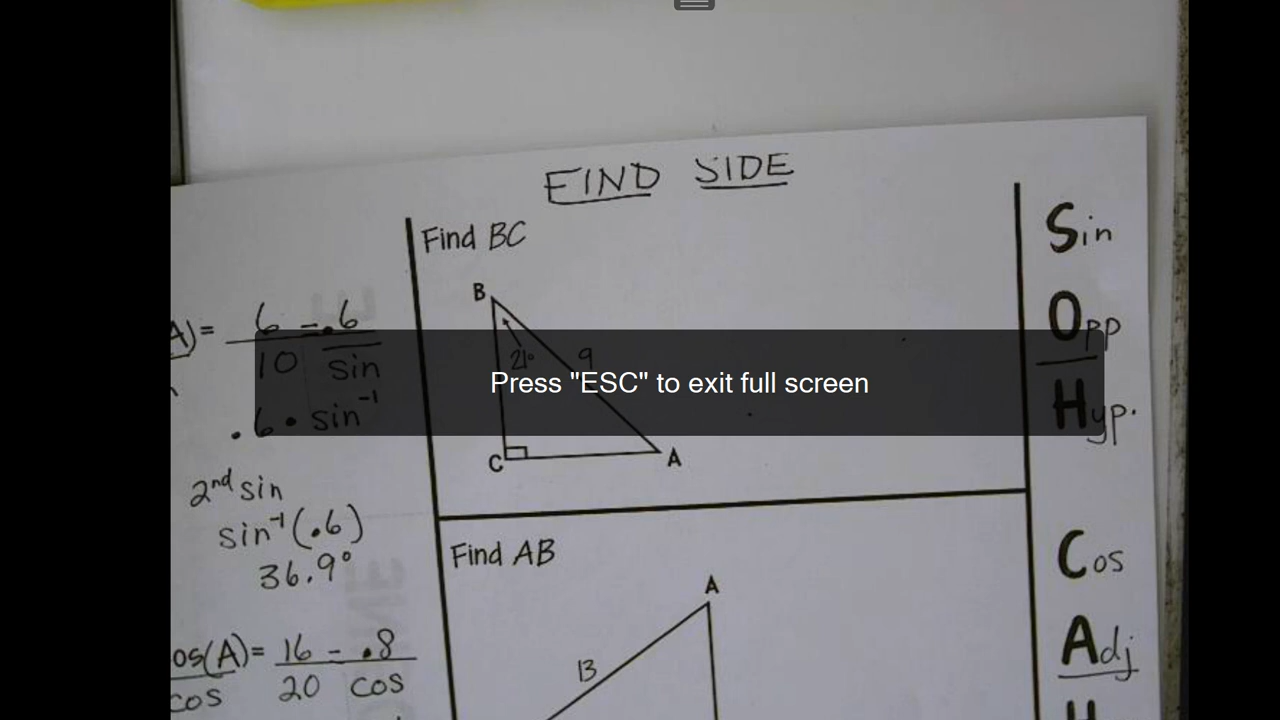 FIND SIDE
Find BC
B
21°
9
C
A
Find AB
A
13
A) = 6 = .6
10 sin
.6 • sin⁻¹
2nd sin
sin⁻¹(.6)
36.9°
os(A) = 16 = .8
cos 20 cos
Sin
Opp
Hyp.
Cos
Adj
H
Press "ESC" to exit full screen